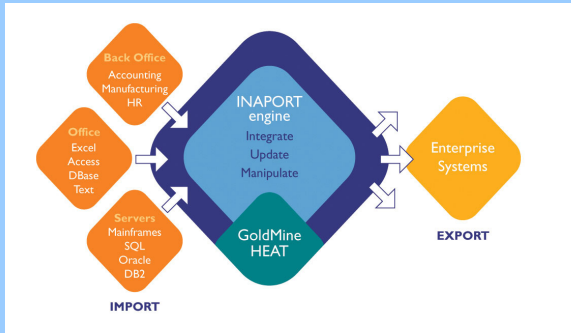 Back Office
Accounting
Manufacturing
HR
Office
Excel
Access
DBase
Text
Servers
Mainframes
SQL
Oracle
DB2
IMPORT
INAPORT
engine
Integrate
Update
Manipulate
GoldMine
HEAT
Enterprise
Systems
EXPORT